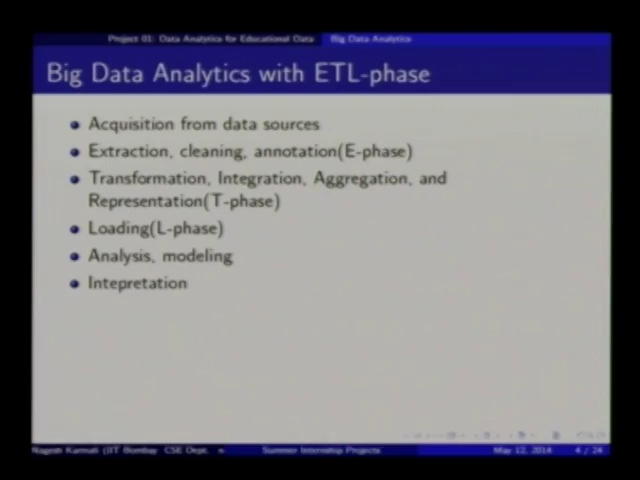 Project 01: Data Analytics for Educational Data Big Data Analytics
Big Data Analytics with ETL-phase
Acquisition from data sources
Extraction, cleaning, annotation(E-phase)
Transformation, Integration, Aggregation, and
Representation(T-phase)
Loading(L-phase)
Analysis, modeling
Intepretation
Nagesh Karmali (IIT Bombay CSE Dept. Summer Internship Projects May 12, 2014 4 / 24